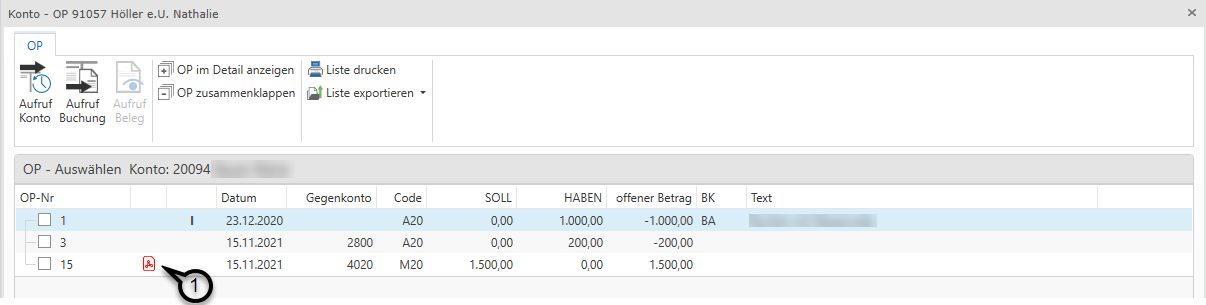 Konto - OP 91057 Höller e.U. Nathalie
OP
Aufruf Konto
Aufruf Buchung
Aufruf Beleg
OP im Detail anzeigen
OP zusammenklappen
Liste drucken
Liste exportieren
OP - Auswählen Konto: 20094
OP-Nr Datum Gegenkonto Code SOLL HABEN offener Betrag BK Text
1 I 23.12.2020 A20 0,00 1.000,00 -1.000,00 BA
3 15.11.2021 2800 A20 0,00 200,00 -200,00
15 15.11.2021 4020 M20 1.500,00 0,00 1.500,00
1